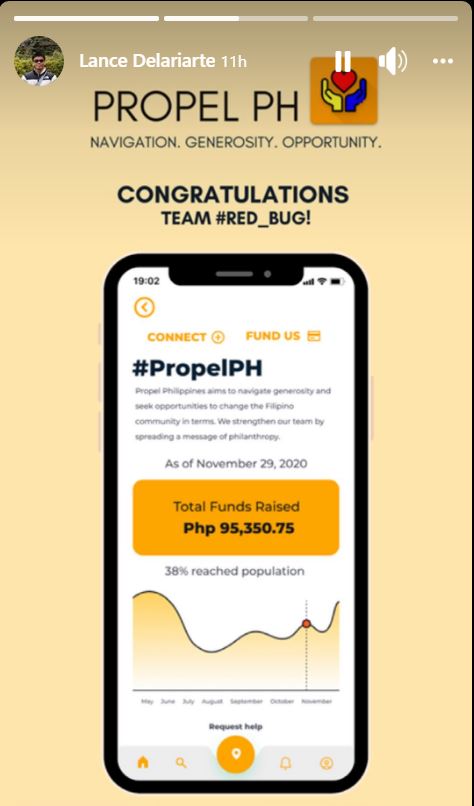 Lance Delariarte 11h
PROPEL PH
NAVIGATION. GENEROSITY. OPPORTUNITY.
CONGRATULATIONS
TEAM #RED_BUG!
19:02
CONNECT
FUND US
#PropelPH
Propel Philippines aims to navigate generosity and
seek opportunities to change the Filipino
community in terms. We strengthen our team by
spreading a message of philanthropy.
As of November 29, 2020
Total Funds Raised
Php 95,350.75
38% reached population
May June July August September October November
Request help